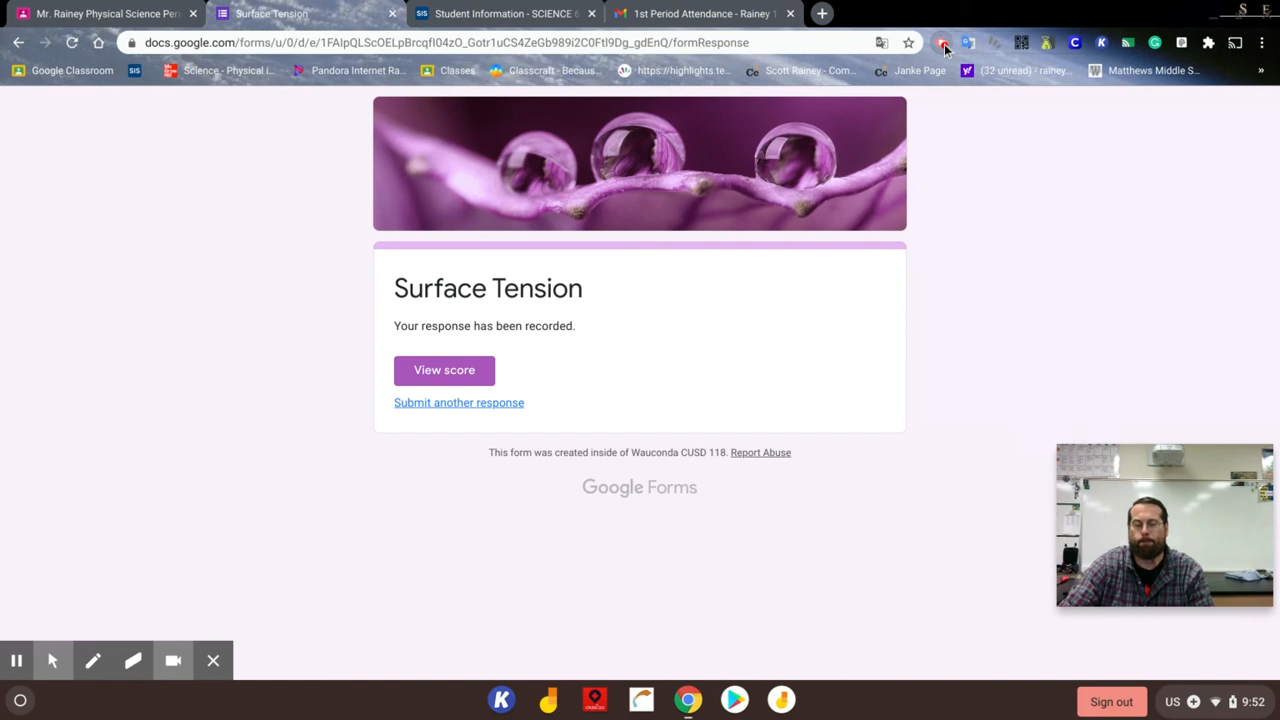 Mr. Rainey Physical Science Per
Surface Tension
SIS Student Information - SCIENCE 6
1st Period Attendance - Rainey 1
S E
docs.google.com/forms/u/0/d/e/1FAIpQLScOELpBrcqfI04zO_Gotr1uCS4ZeGb989i2C0FtI9Dg_gdEnQ/formResponse
Google Classroom
SIS
Science - Physical i...
Pandora Internet Ra...
Classes
Classcraft - Becaus...
https://highlights.te...
Cc Scott Rainey - Com...
Cc Janke Page
(32 unread) - rainey...
W Matthews Middle S...
»
Surface Tension
Your response has been recorded.
View score
Submit another response
This form was created inside of Wauconda CUSD 118. Report Abuse
Google Forms
K
Sign out
US
9:52